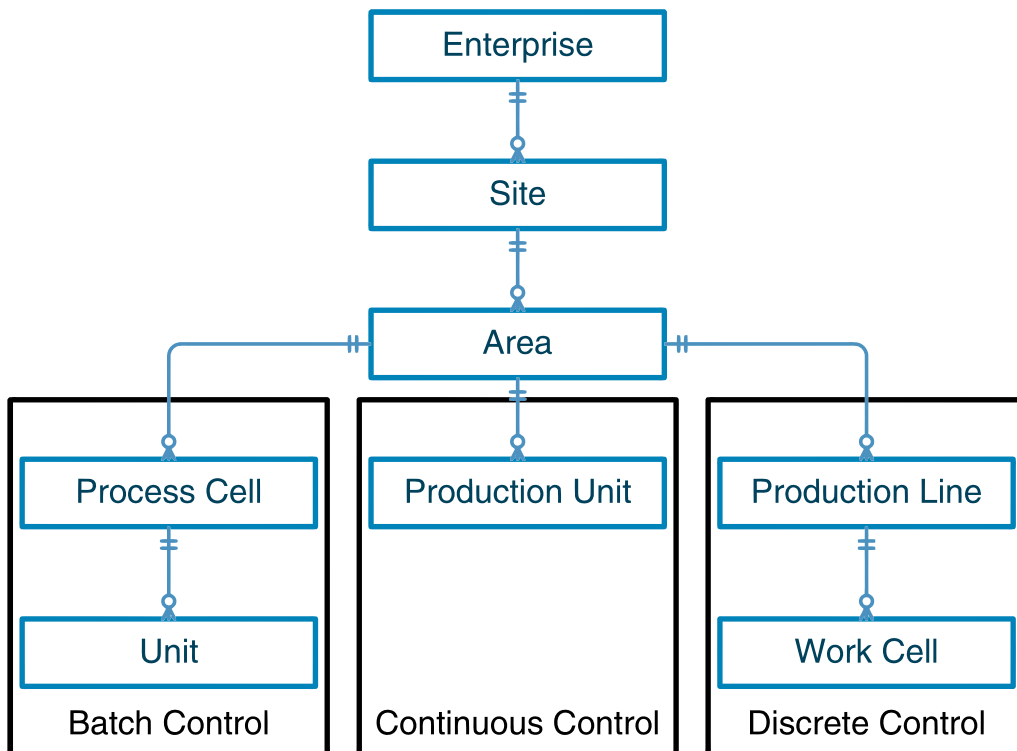 Enterprise
Site
Area
Process Cell
Production Unit
Production Line
Unit
Work Cell
Batch Control
Continuous Control
Discrete Control